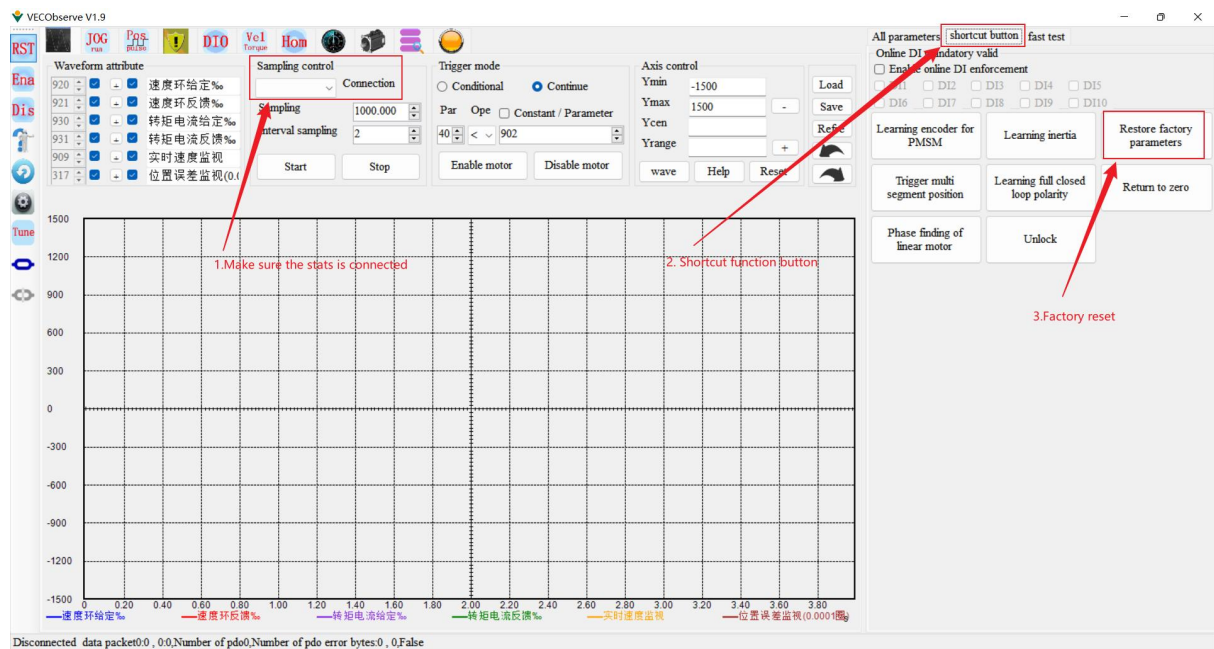 VECObserve V1.9
RST
JOG
run
Pos
pulse
DIO
Vel
Torque
Hom
Ena
Dis
Tune
Waveform attribute
920 速度环给定‰
921 速度环反馈‰
930 转矩电流给定‰
931 转矩电流反馈‰
909 实时速度监视
317 位置误差监视(0.0
Sampling control
Connection
Sampling 1000.000
Interval sampling 2
Start Stop
Trigger mode
Conditional Continue
Par Ope Constant / Parameter
40 < 902
Enable motor Disable motor
Axis control
Ymin -1500
Ymax 1500 -
Ycen
Yrange +
wave Help Reset
Load
Save
All parameters shortcut button fast test
Online DI mandatory valid
Enable online DI enforcement
DI1 DI2 DI3 DI4 DI5
DI6 DI7 DI8 DI9 DI10
Learning encoder for
PMSM
Learning inertia
Restore factory
parameters
Trigger multi
segment position
Learning full closed
loop polarity
Return to zero
Phase finding of
linear motor
Unlock
1.Make sure the stats is connected
2. Shortcut function button
3.Factory reset
1500
1200
900
600
300
0
-300
-600
-900
-1200
-1500
0 0.20 0.40 0.60 0.80 1.00 1.20 1.40 1.60 1.80 2.00 2.20 2.40 2.60 2.80 3.00 3.20 3.40 3.60 3.80
速度环给定‰ 速度环反馈‰ 转矩电流给定‰ 转矩电流反馈‰ 实时速度监视 位置误差监视(0.0001圈)
Disconnected data packet0:0 , 0:0,Number of pdo0,Number of pdo error bytes:0 , 0,False